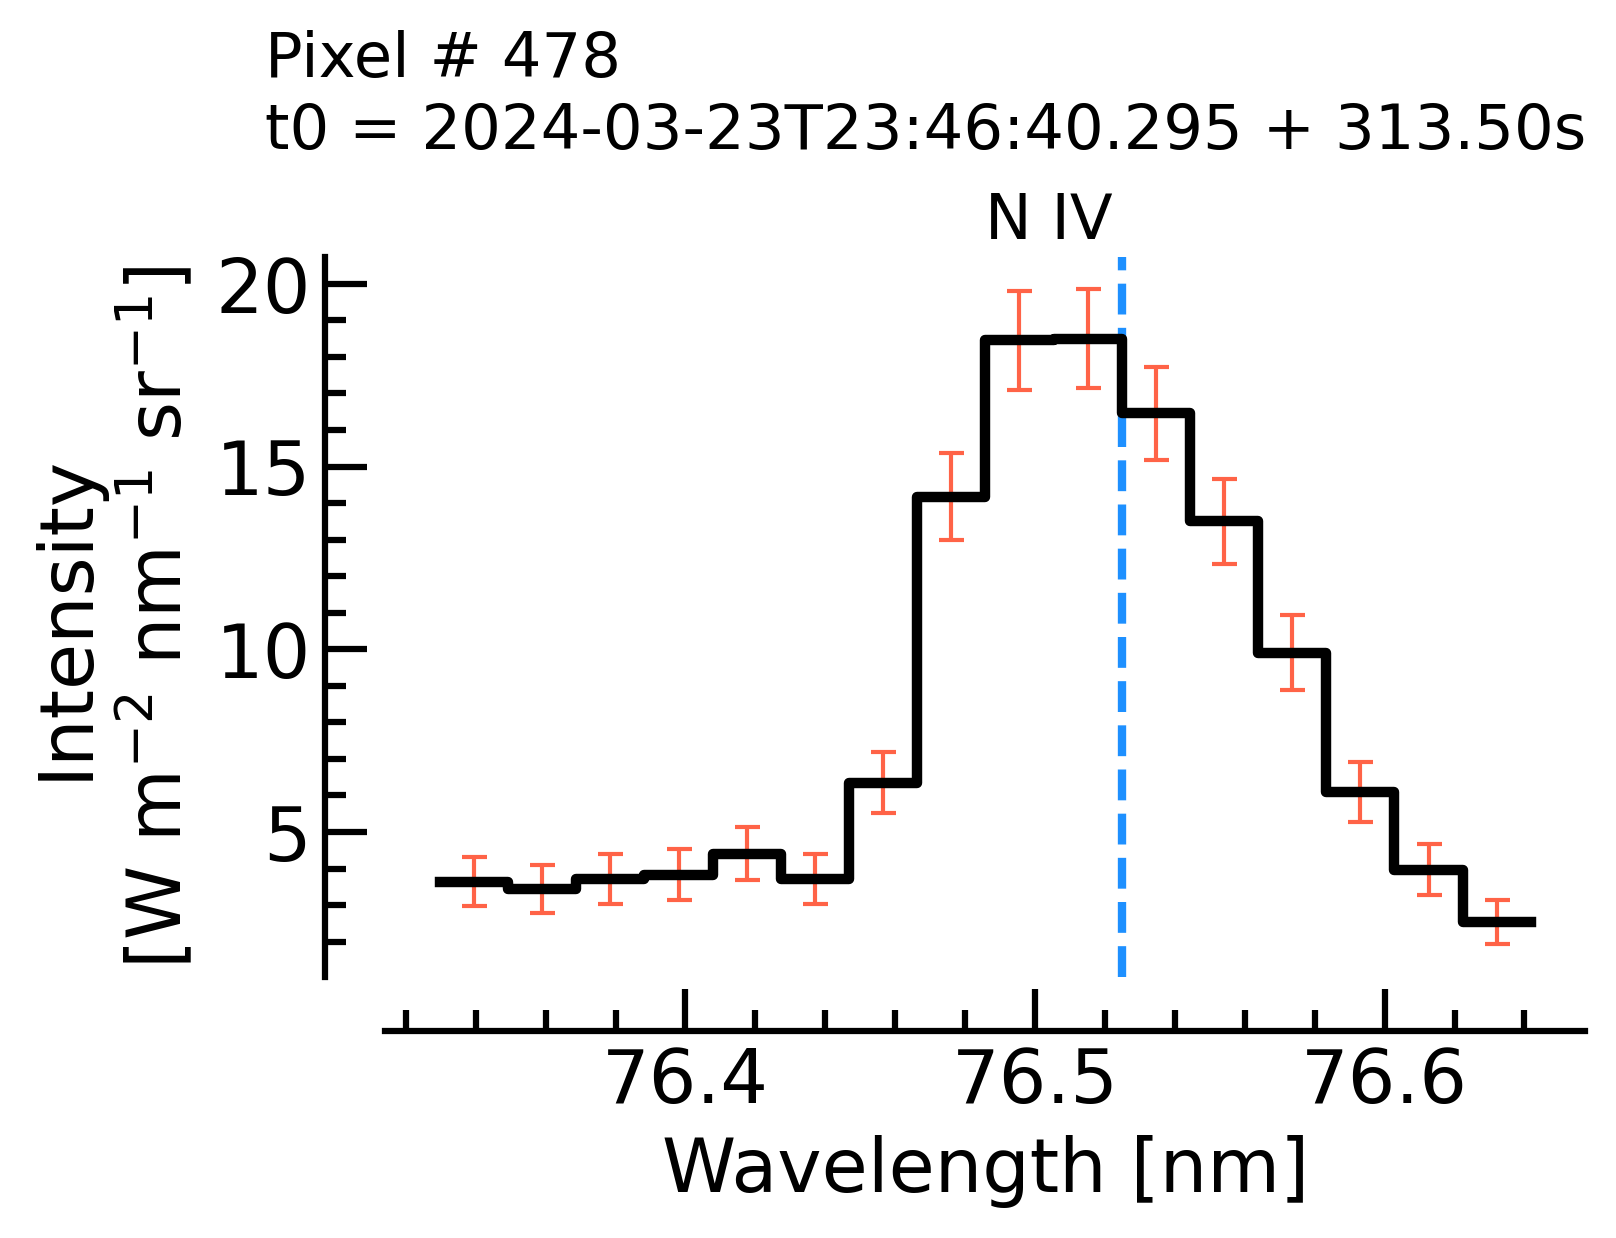 Pixel # 478
t0 = 2024-03-23T23:46:40.295 + 313.50s
N IV
Intensity
[W m⁻² nm⁻¹ sr⁻¹]
20
15
10
5
76.4 76.5 76.6
Wavelength [nm]